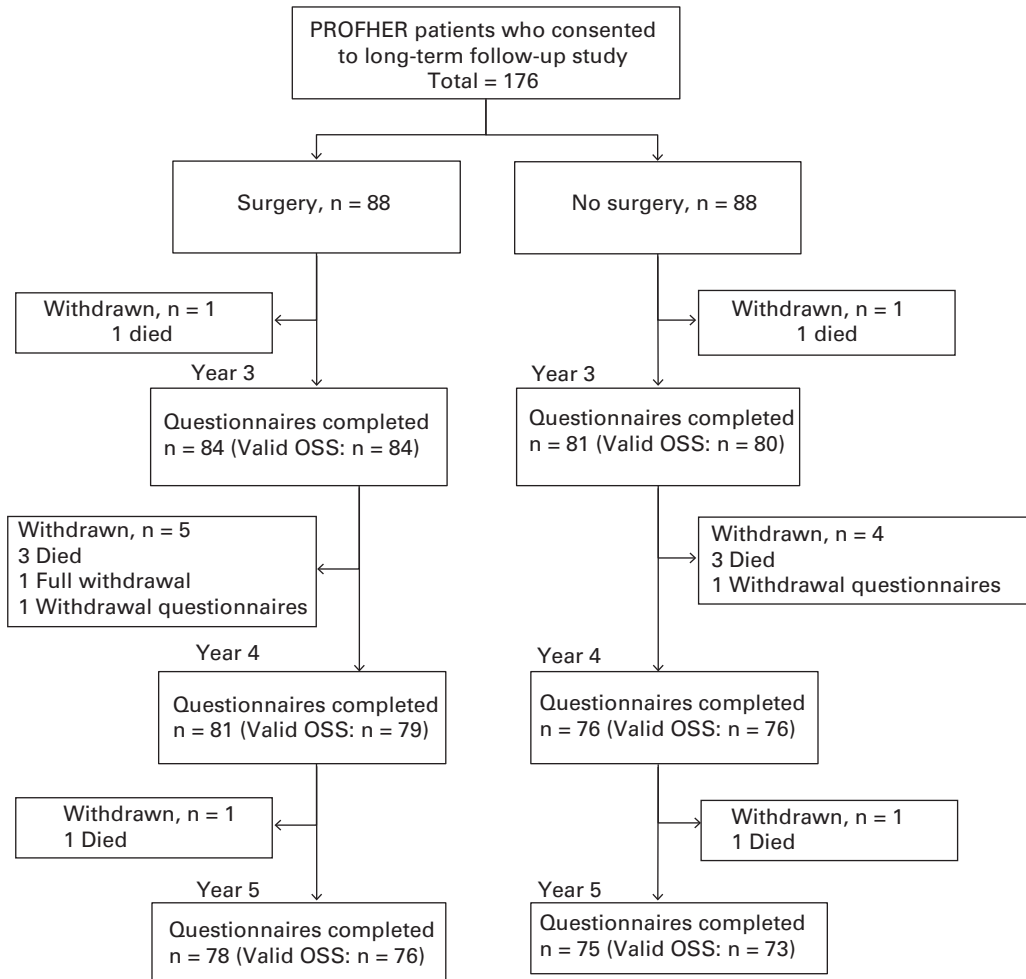 PROFHER patients who consented
to long-term follow-up study
Total = 176
Surgery, n = 88
No surgery, n = 88
Withdrawn, n = 1
1 died
Withdrawn, n = 1
1 died
Year 3
Year 3
Questionnaires completed
n = 84 (Valid OSS: n = 84)
Questionnaires completed
n = 81 (Valid OSS: n = 80)
Withdrawn, n = 5
3 Died
1 Full withdrawal
1 Withdrawal questionnaires
Withdrawn, n = 4
3 Died
1 Withdrawal questionnaires
Year 4
Year 4
Questionnaires completed
n = 81 (Valid OSS: n = 79)
Questionnaires completed
n = 76 (Valid OSS: n = 76)
Withdrawn, n = 1
1 Died
Withdrawn, n = 1
1 Died
Year 5
Year 5
Questionnaires completed
n = 78 (Valid OSS: n = 76)
Questionnaires completed
n = 75 (Valid OSS: n = 73)